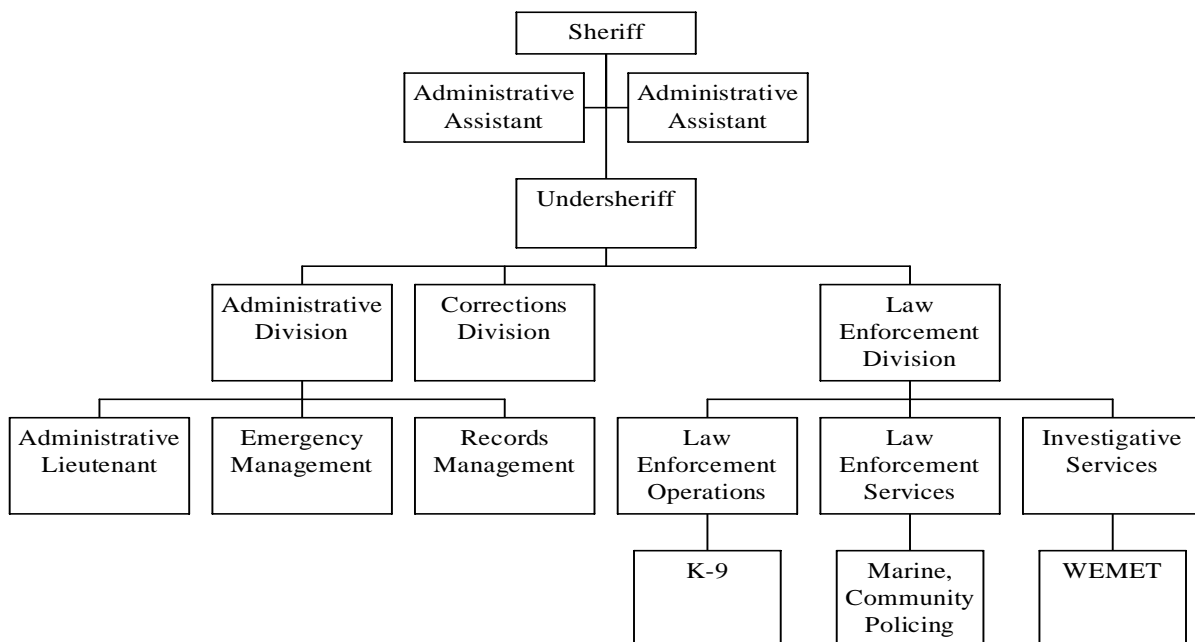 Sheriff
Administrative
Assistant
Administrative
Assistant
Undersheriff
Administrative
Division
Corrections
Division
Law
Enforcement
Division
Administrative
Lieutenant
Emergency
Management
Records
Management
Law
Enforcement
Operations
Law
Enforcement
Services
Investigative
Services
K-9
Marine,
Community
Policing
WEMET